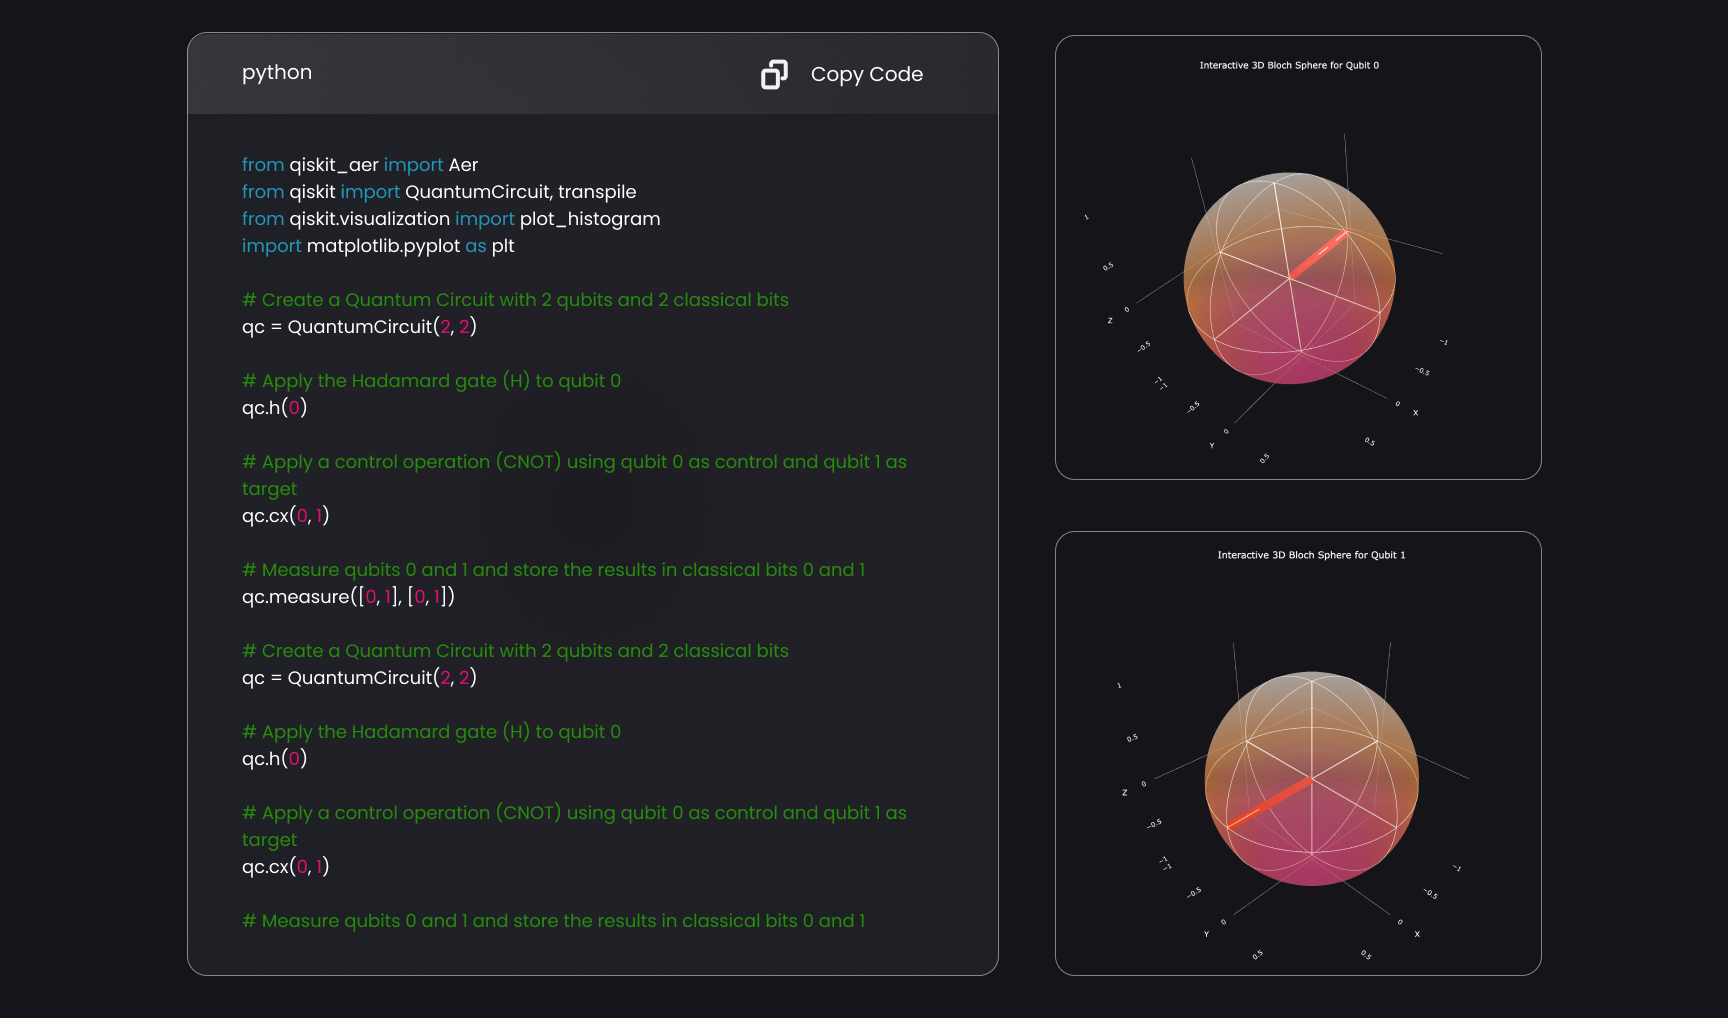 python
Copy Code
from qiskit_aer import Aer
from qiskit import QuantumCircuit, transpile
from qiskit.visualization import plot_histogram
import matplotlib.pyplot as plt
# Create a Quantum Circuit with 2 qubits and 2 classical bits
qc = QuantumCircuit(2, 2)
# Apply the Hadamard gate (H) to qubit 0
qc.h(0)
# Apply a control operation (CNOT) using qubit 0 as control and qubit 1 as
target
qc.cx(0, 1)
# Measure qubits 0 and 1 and store the results in classical bits 0 and 1
qc.measure([0, 1], [0, 1])
# Create a Quantum Circuit with 2 qubits and 2 classical bits
qc = QuantumCircuit(2, 2)
# Apply the Hadamard gate (H) to qubit 0
qc.h(0)
# Apply a control operation (CNOT) using qubit 0 as control and qubit 1 as
target
qc.cx(0, 1)
# Measure qubits 0 and 1 and store the results in classical bits 0 and 1
Interactive 3D Bloch Sphere for Qubit 0
1
0.5
0
Z
−0.5
−1
−1
−0.5
0
Y
0.5
−1
−0.5
0
X
0.5
Interactive 3D Bloch Sphere for Qubit 1
1
0.5
0
Z
−0.5
−1
−1
−0.5
0
Y
0.5
−1
−0.5
0
X
0.5